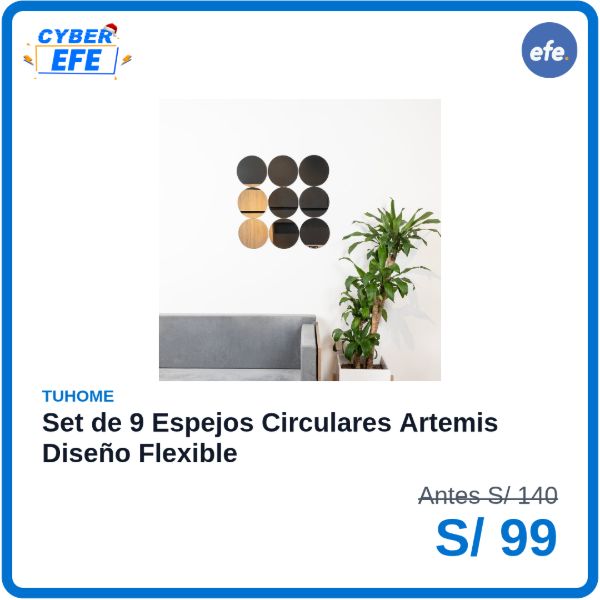 CYBER
EFE
efe.
TUHOME
Set de 9 Espejos Circulares Artemis
Diseño Flexible
Antes S/ 140
S/ 99